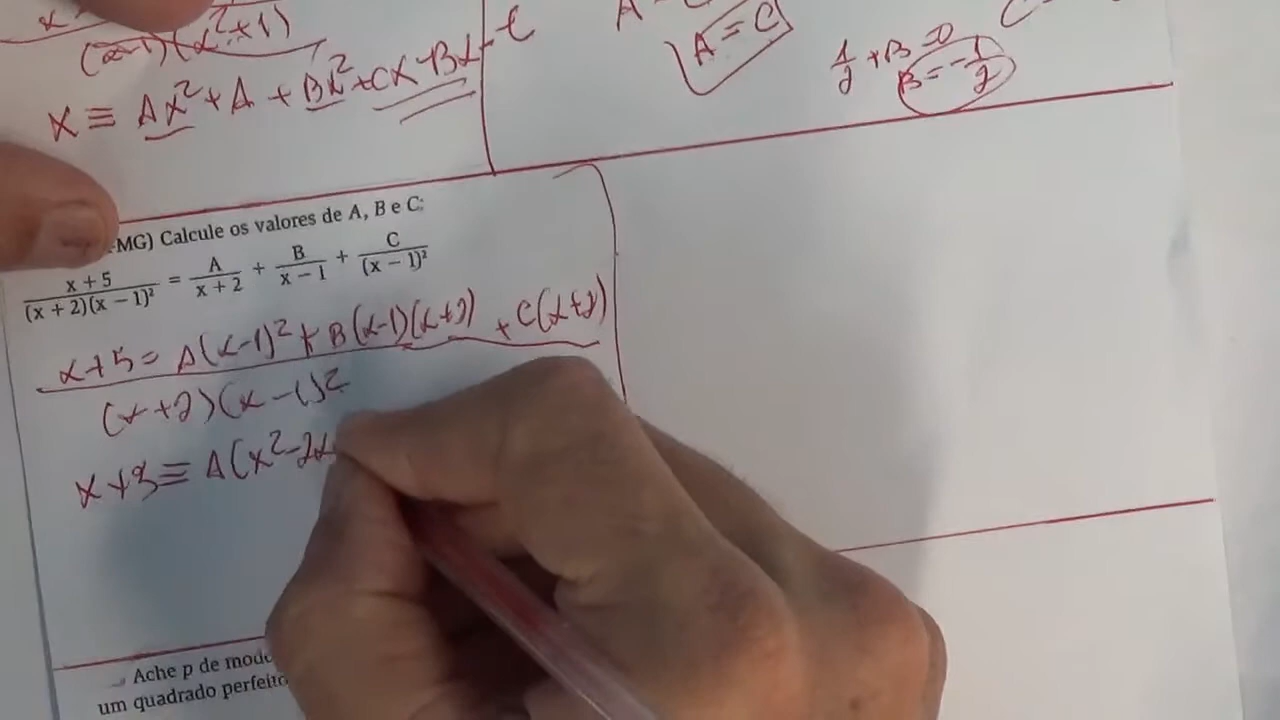 x
(x-1)(x²+1)
x ≡ Ax² + A + Bx² + cx - Bx - c
A = C
1/2 + B = 0
B = -1/2
MG) Calcule os valores de A, B e C:
x + 5 / (x + 2)(x − 1)² = A / x + 2 + B / x − 1 + C / (x − 1)²
x+5 = A(x-1)² + B(x-1)(x+2) + C(x+2)
(x+2)(x-1)²
x+3 ≡ A(x²-2x
Ache p de modo
um quadrado perfeito